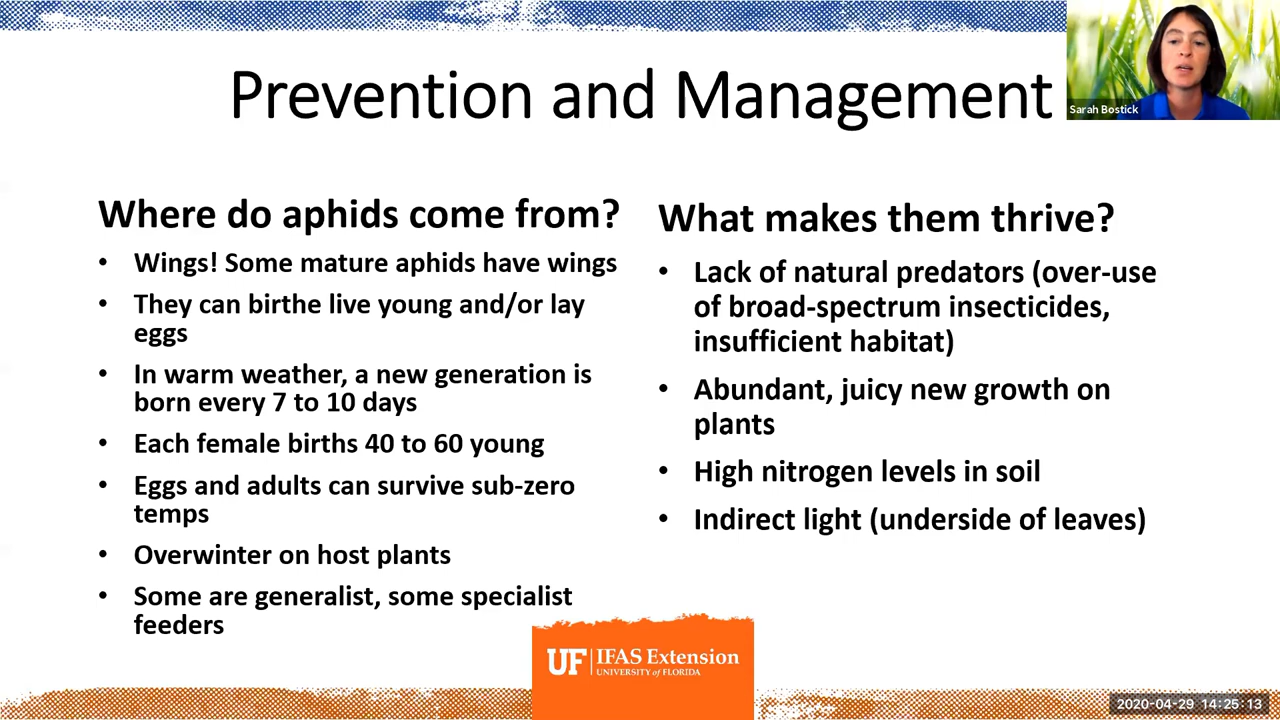 Prevention and Management
Sarah Bostick
Where do aphids come from?
• Wings! Some mature aphids have wings
• They can birthe live young and/or lay
eggs
• In warm weather, a new generation is
born every 7 to 10 days
• Each female births 40 to 60 young
• Eggs and adults can survive sub-zero
temps
• Overwinter on host plants
• Some are generalist, some specialist
feeders
What makes them thrive?
• Lack of natural predators (over-use
of broad-spectrum insecticides,
insufficient habitat)
• Abundant, juicy new growth on
plants
• High nitrogen levels in soil
• Indirect light (underside of leaves)
UF IFAS Extension
UNIVERSITY of FLORIDA
2020-04-29 14:25:13